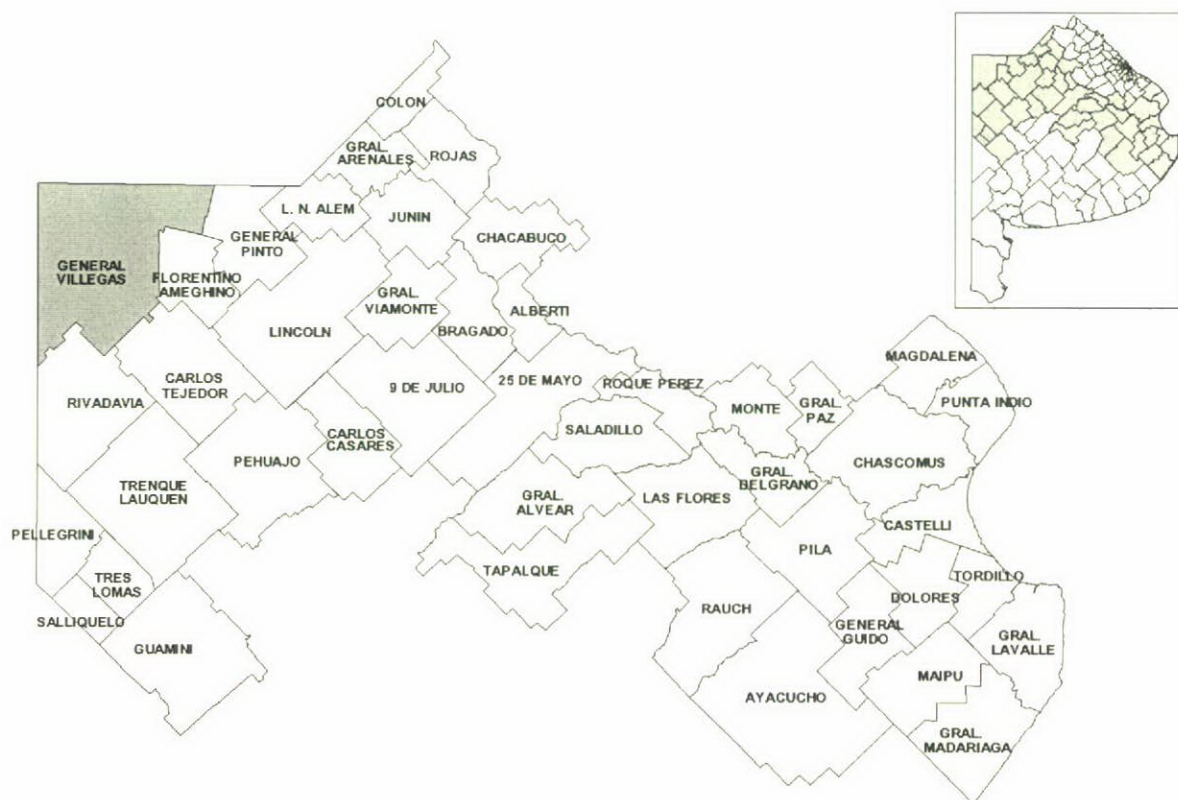 COLON
GRAL.
ARENALES
ROJAS
L. N. ALEM
JUNIN
CHACABUCO
GENERAL
PINTO
GENERAL
VILLEGAS
FLORENTINO
AMEGHINO
GRAL.
VIAMONTE
ALBERTI
LINCOLN
BRAGADO
MAGDALENA
CARLOS
TEJEDOR
9 DE JULIO
25 DE MAYO
ROQUE PEREZ
PUNTA INDIO
RIVADAVIA
MONTE
GRAL.
PAZ
SALADILLO
CARLOS
CASARES
PEHUAJO
CHASCOMUS
TRENQUE
LAUQUEN
GRAL.
BELGRANO
GRAL.
ALVEAR
LAS FLORES
CASTELLI
PELLEGRINI
PILA
TAPALQUE
TORDILLO
TRES
LOMAS
RAUCH
DOLORES
SALLIQUELO
GENERAL
GUIDO
GRAL.
LAVALLE
GUAMINI
MAIPU
AYACUCHO
GRAL.
MADARIAGA